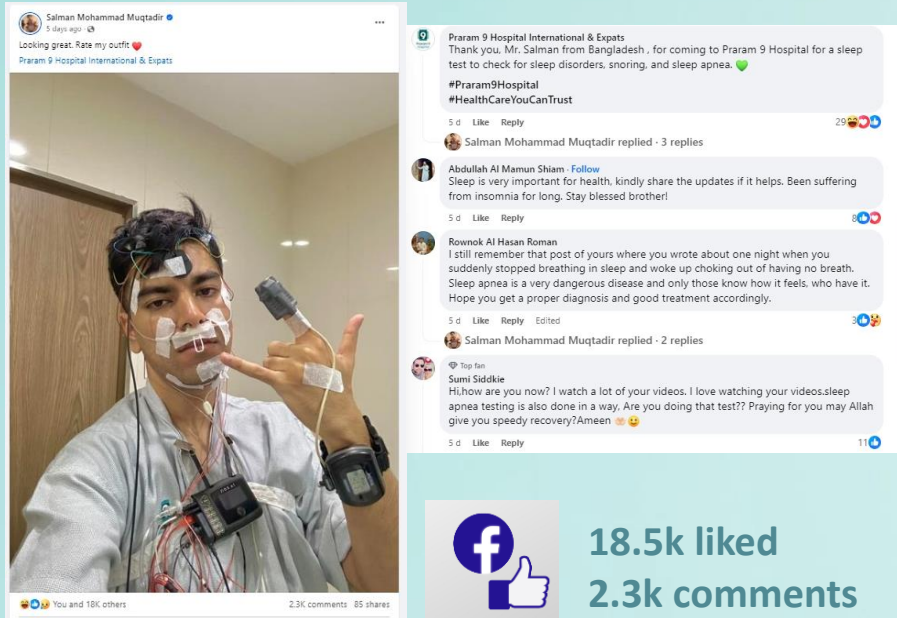 Salman Mohammad Muqtadir
5 days ago ·
Looking great. Rate my outfit
Praram 9 Hospital International & Expats
You and 18K others
2.3K comments 85 shares
Praram 9 Hospital International & Expats
Thank you, Mr. Salman from Bangladesh , for coming to Praram 9 Hospital for a sleep
test to check for sleep disorders, snoring, and sleep apnea.
#Praram9Hospital
#HealthCareYouCanTrust
5 d Like Reply
29
Salman Mohammad Muqtadir replied · 3 replies
Abdullah Al Mamun Shiam · Follow
Sleep is very important for health, kindly share the updates if it helps. Been suffering
from insomnia for long. Stay blessed brother!
5 d Like Reply
8
Rownok Al Hasan Roman
I still remember that post of yours where you wrote about one night when you
suddenly stopped breathing in sleep and woke up choking out of having no breath.
Sleep apnea is a very dangerous disease and only those know how it feels, who have it.
Hope you get a proper diagnosis and good treatment accordingly.
5 d Like Reply Edited
3
Salman Mohammad Muqtadir replied · 2 replies
Top fan
Sumi Siddkie
Hi,how are you now? I watch a lot of your videos. I love watching your videos.sleep
apnea testing is also done in a way, Are you doing that test?? Praying for you may Allah
give you speedy recovery?Ameen
5 d Like Reply
11
f
18.5k liked
2.3k comments